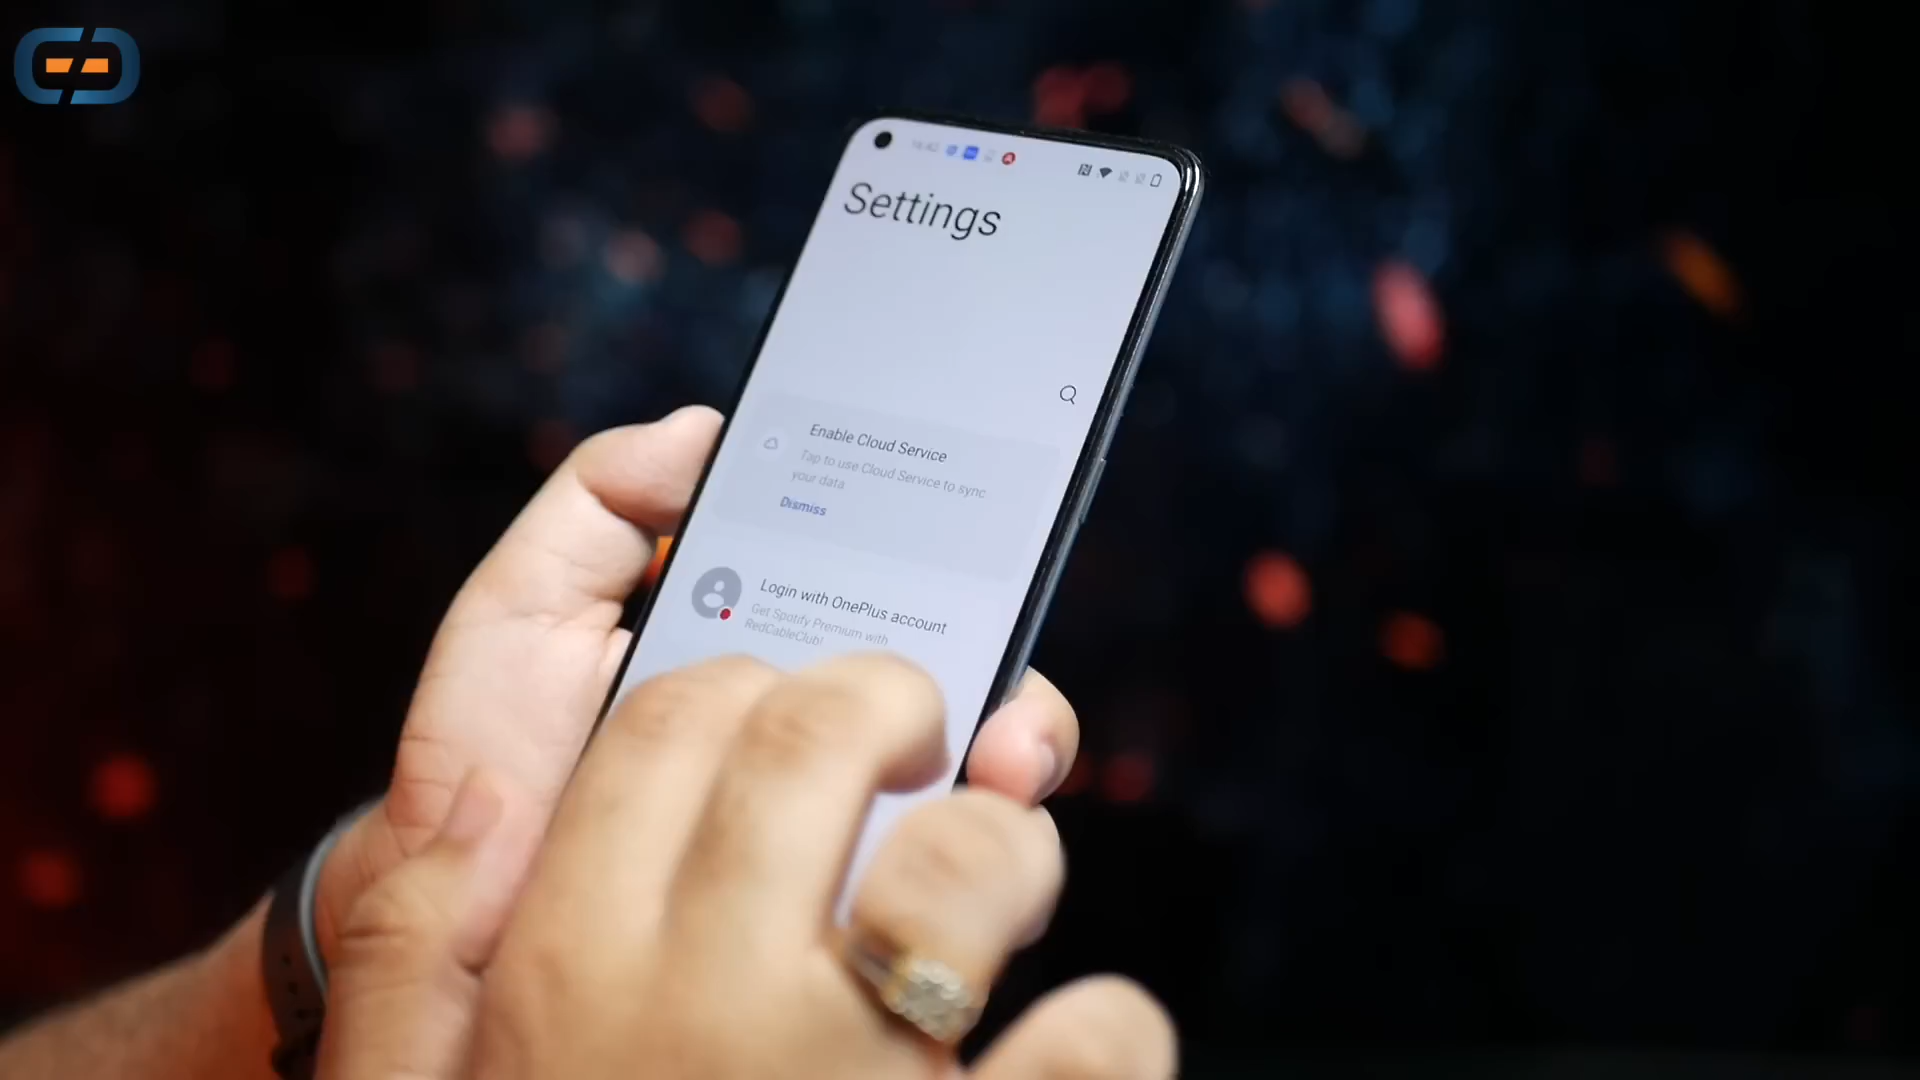 Settings
Enable Cloud Service
Tap to use Cloud Service to sync
your data
Dismiss
Login with OnePlus account
Get Spotify Premium with
RedCableClub!